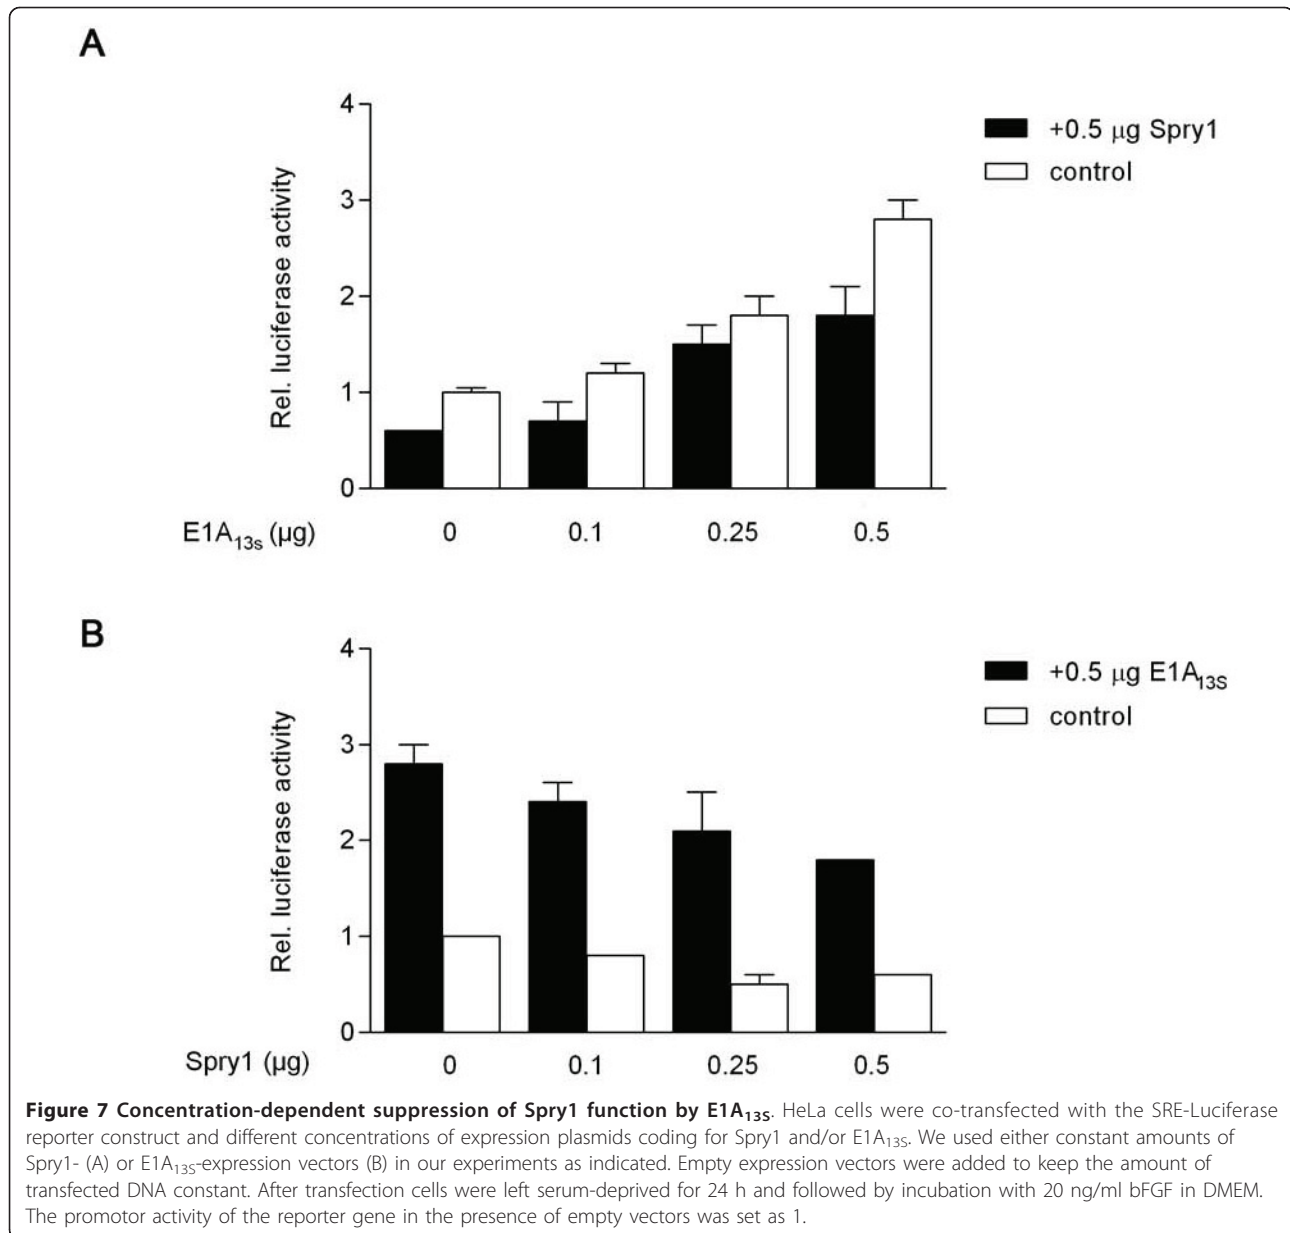 A
4
3
2
1
0
Rel. luciferase activity
+0.5 μg Spry1
control
E1A13s (μg) 0 0.1 0.25 0.5
B
4
3
2
1
0
Rel. luciferase activity
+0.5 μg E1A13S
control
Spry1 (μg) 0 0.1 0.25 0.5
Figure 7 Concentration-dependent suppression of Spry1 function by E1A13S. HeLa cells were co-transfected with the SRE-Luciferase
reporter construct and different concentrations of expression plasmids coding for Spry1 and/or E1A13S. We used either constant amounts of
Spry1- (A) or E1A13S-expression vectors (B) in our experiments as indicated. Empty expression vectors were added to keep the amount of
transfected DNA constant. After transfection cells were left serum-deprived for 24 h and followed by incubation with 20 ng/ml bFGF in DMEM.
The promotor activity of the reporter gene in the presence of empty vectors was set as 1.